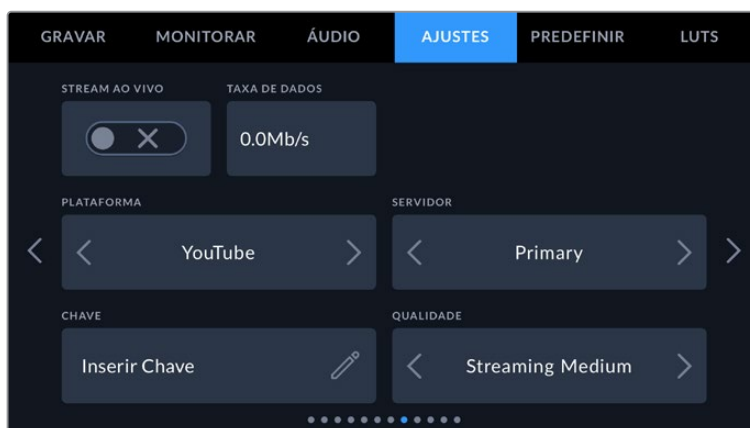 GRAVAR MONITORAR ÁUDIO AJUSTES PREDEFINIR LUTS
STREAM AO VIVO TAXA DE DADOS
0.0Mb/s
PLATAFORMA SERVIDOR
YouTube Primary
CHAVE QUALIDADE
Inserir Chave Streaming Medium